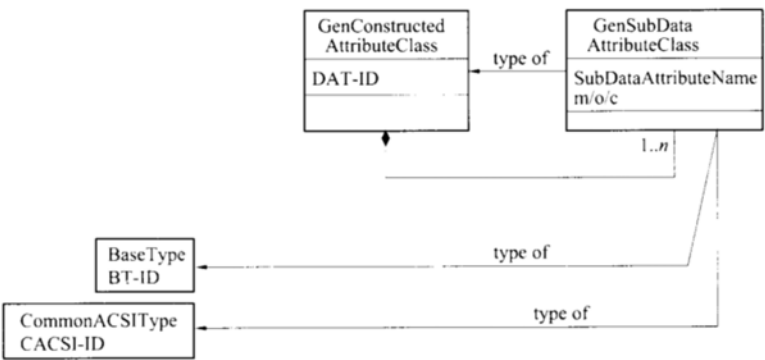 GenConstructed
AttributeClass
DAT-ID
type of
GenSubData
AttributeClass
SubDataAttributeName
m/o/c
1..n
BaseType
BT-ID
type of
CommonACSIType
CACSI-ID
type of